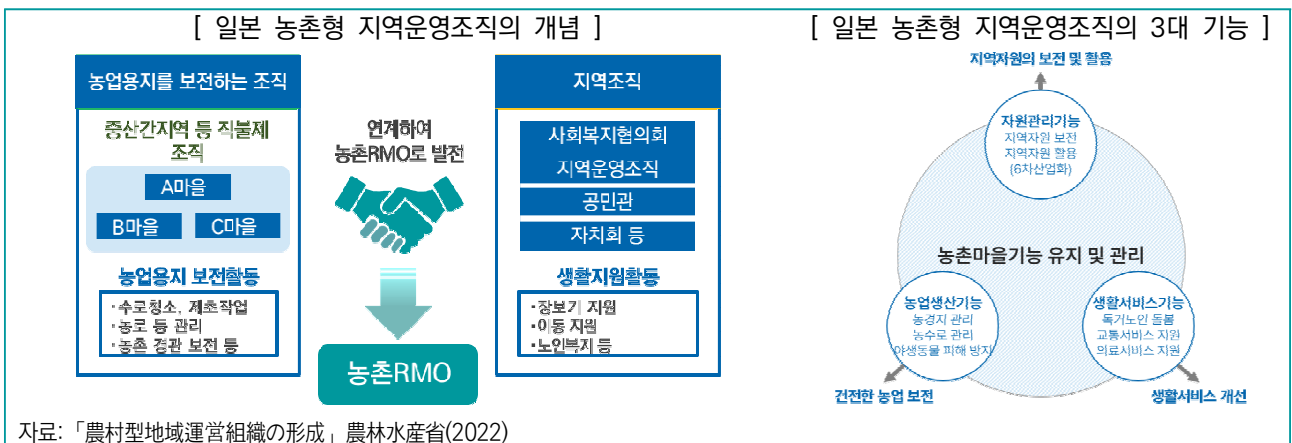 [ 일본 농촌형 지역운영조직의 개념 ]
농업용지를 보전하는 조직
중산간지역 등 직불제
조직
A마을
B마을
C마을
농업용지 보전활동
·수로청소, 제초작업
·농로 등 관리
·농촌 경관 보전 등
연계하여
농촌RMO로 발전
농촌RMO
지역조직
사회복지협의회
지역운영조직
공민관
자치회 등
생활지원활동
·장보기 지원
·이동 지원
·노인복지 등
[ 일본 농촌형 지역운영조직의 3대 기능 ]
지역자원의 보전 및 활용
자원관리기능
지역자원 보전
지역자원 활용
(6차산업화)
농촌마을기능 유지 및 관리
농업생산기능
농경지 관리
농수로 관리
야생동물 피해 방지
건전한 농업 보전
생활서비스기능
독거노인 돌봄
교통서비스 지원
의료서비스 지원
생활서비스 개선
자료: 「農村型地域運営組織の形成」農林水産省(2022)